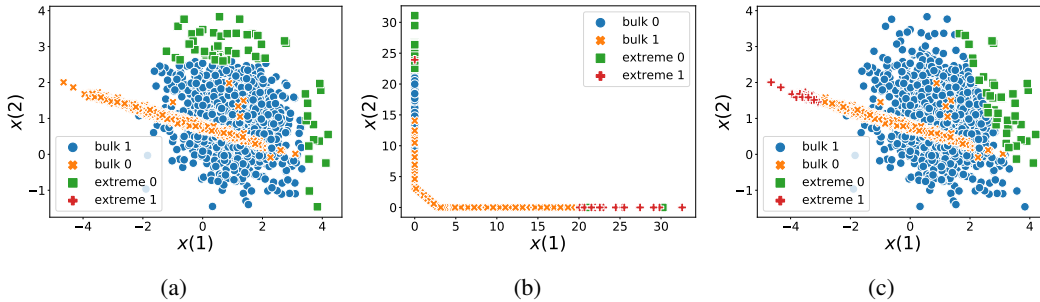 4
3
2
1
0
−1
x(2)
bulk 1
bulk 0
extreme 0
extreme 1
−4 −2 0 2 4
x(1)
(a)
30
25
20
15
10
5
0
x(2)
bulk 0
bulk 1
extreme 0
extreme 1
0 5 10 15 20 25 30
x(1)
(b)
4
3
2
1
0
−1
x(2)
bulk 1
bulk 0
extreme 0
extreme 1
−4 −2 0 2 4
x(1)
(c)